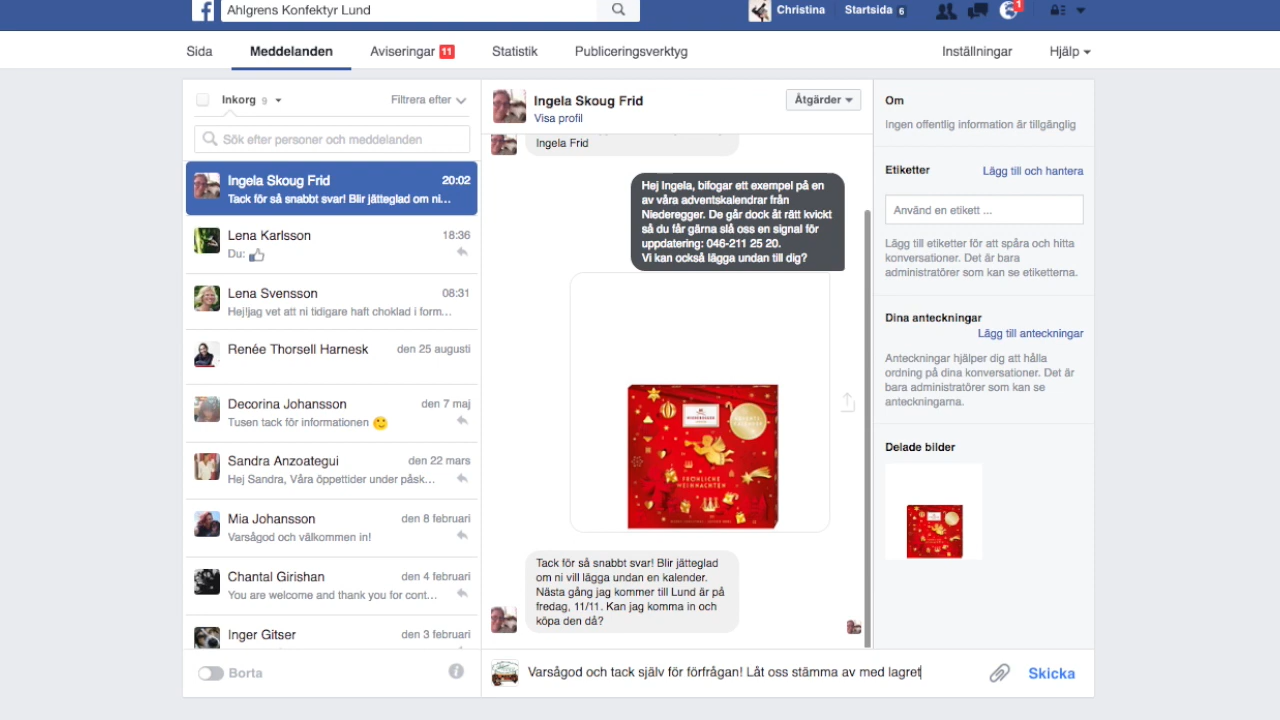 Ahlgrens Konfektyr Lund
Christina
Startsida 6
1
Sida
Meddelanden
Aviseringar 11
Statistik
Publiceringsverktyg
Inställningar
Hjälp
Inkorg 9
Filtrera efter
Sök efter personer och meddelanden
Ingela Skoug Frid 20:02
Tack för så snabbt svar! Blir jätteglad om ni...
Lena Karlsson 18:36
Du:
Lena Svensson 08:31
Hej!jag vet att ni tidigare haft choklad i form...
Renée Thorsell Harnesk den 25 augusti
Decorina Johansson den 7 maj
Tusen tack för informationen 🙂
Sandra Anzoategui den 22 mars
Hej Sandra, Våra öppettider under påsk...
Mia Johansson den 8 februari
Varsågod och välkommen in!
Chantal Girishan den 4 februari
You are welcome and thank you for cont...
Inger Gitser den 3 februari
Borta
Ingela Skoug Frid
Visa profil
Åtgärder
Ingela Frid
Hej Ingela, bifogar ett exempel på en
av våra adventskalendrar från
Niederegger. De går dock åt rätt kvickt
så du får gärna slå oss en signal för
uppdatering: 046-211 25 20.
Vi kan också lägga undan till dig?
FRÖHLICHE
WEIHNACHTEN
Tack för så snabbt svar! Blir jätteglad
om ni vill lägga undan en kalender.
Nästa gång jag kommer till Lund är på
fredag, 11/11. Kan jag komma in och
köpa den då?
Varsågod och tack själv för förfrågan! Låt oss stämma av med lagret
Skicka
Om
Ingen offentlig information är tillgänglig
Etiketter
Lägg till och hantera
Använd en etikett ...
Lägg till etiketter för att spåra och hitta
konversationer. Det är bara
administratörer som kan se etiketterna.
Dina anteckningar
Lägg till anteckningar
Anteckningar hjälper dig att hålla
ordning på dina konversationer. Det är
bara administratörer som kan se
anteckningarna.
Delade bilder